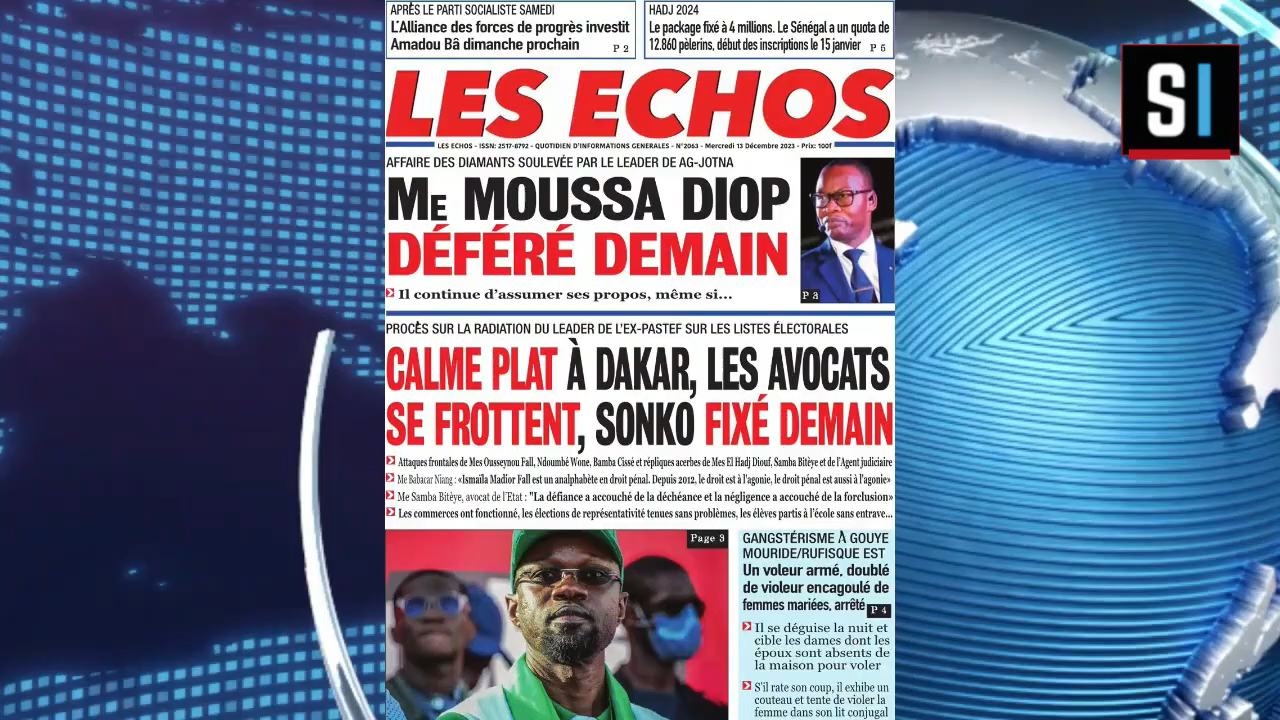 APRÈS LE PARTI SOCIALISTE SAMEDI
L'Alliance des forces de progrès investit
Amadou Bâ dimanche prochain P 2
HADJ 2024
Le package fixé à 4 millions. Le Sénégal a un quota de
12.860 pèlerins, début des inscriptions le 15 janvier P 5
SI
LES ECHOS
LES ECHOS - ISSN: 2517-8792 - QUOTIDIEN D'INFORMATIONS GENERALES - N°2063 - Mercredi 13 Décembre 2023 - Prix: 100f
AFFAIRE DES DIAMANTS SOULEVÉE PAR LE LEADER DE AG-JOTNA
ME MOUSSA DIOP
DÉFÉRÉ DEMAIN
Il continue d'assumer ses propos, même si...
P 3
PROCÈS SUR LA RADIATION DU LEADER DE L'EX-PASTEF SUR LES LISTES ÉLECTORALES
CALME PLAT À DAKAR, LES AVOCATS
SE FROTTENT, SONKO FIXÉ DEMAIN
Attaques frontales de Mes Ousseynou Fall, Ndoumbé Wone, Bamba Cissé et répliques acerbes de Mes El Hadj Diouf, Samba Bitèye et de l'Agent judiciaire
Me Babacar Niang : «Ismaïla Madior Fall est un analphabète en droit pénal. Depuis 2012, le droit est à l'agonie, le droit pénal est aussi à l'agonie»
Me Samba Bitèye, avocat de l'Etat : "La défiance a accouché de la déchéance et la négligence a accouché de la forclusion»
Les commerces ont fonctionné, les élections de représentativité tenues sans problèmes, les élèves partis à l'école sans entrave...
Page 3
GANGSTÉRISME À GOUYE
MOURIDE/RUFISQUE EST
Un voleur armé, doublé
de violeur encagoulé de
femmes mariées, arrêté P 4
Il se déguise la nuit et
cible les dames dont les
époux sont absents de
la maison pour voler
S'il rate son coup, il exhibe un
couteau et tente de violer la
femme dans son lit conjugal